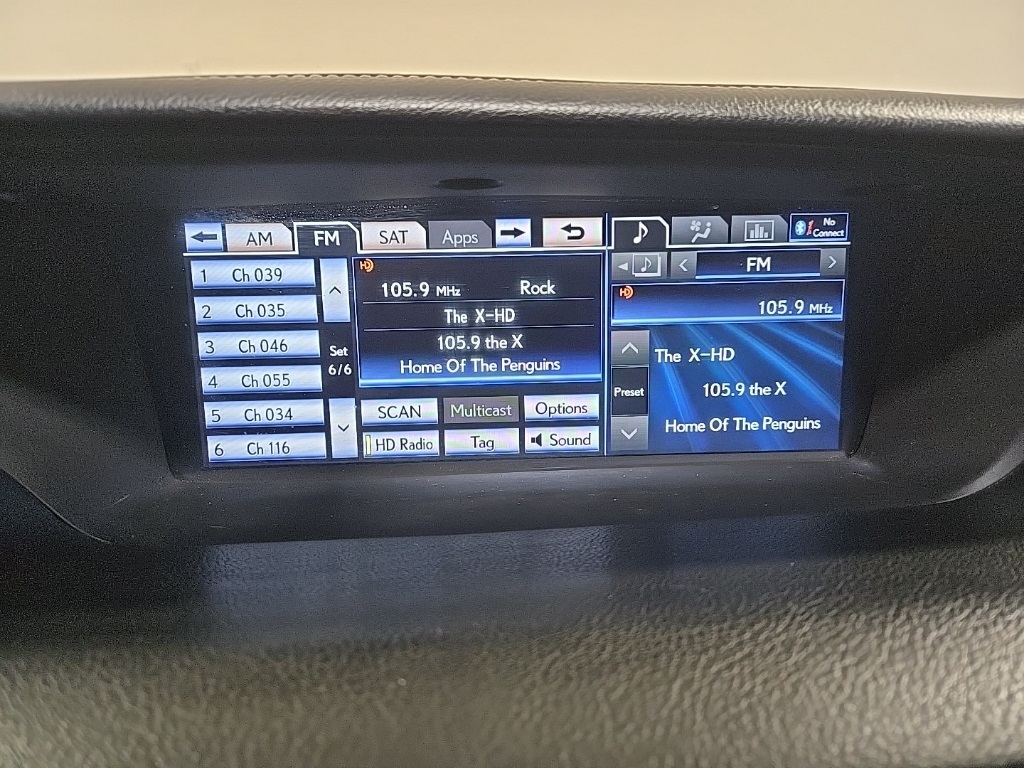 AM FM SAT Apps
No
Connect
1 Ch 039
2 Ch 035
3 Ch 046
4 Ch 055
5 Ch 034
6 Ch 116
Set
6/6
HD
105.9 MHz Rock
The X-HD
105.9 the X
Home Of The Penguins
SCAN Multicast Options
HD Radio Tag Sound
FM
HD
105.9 MHz
Preset
The X-HD
105.9 the X
Home Of The Penguins